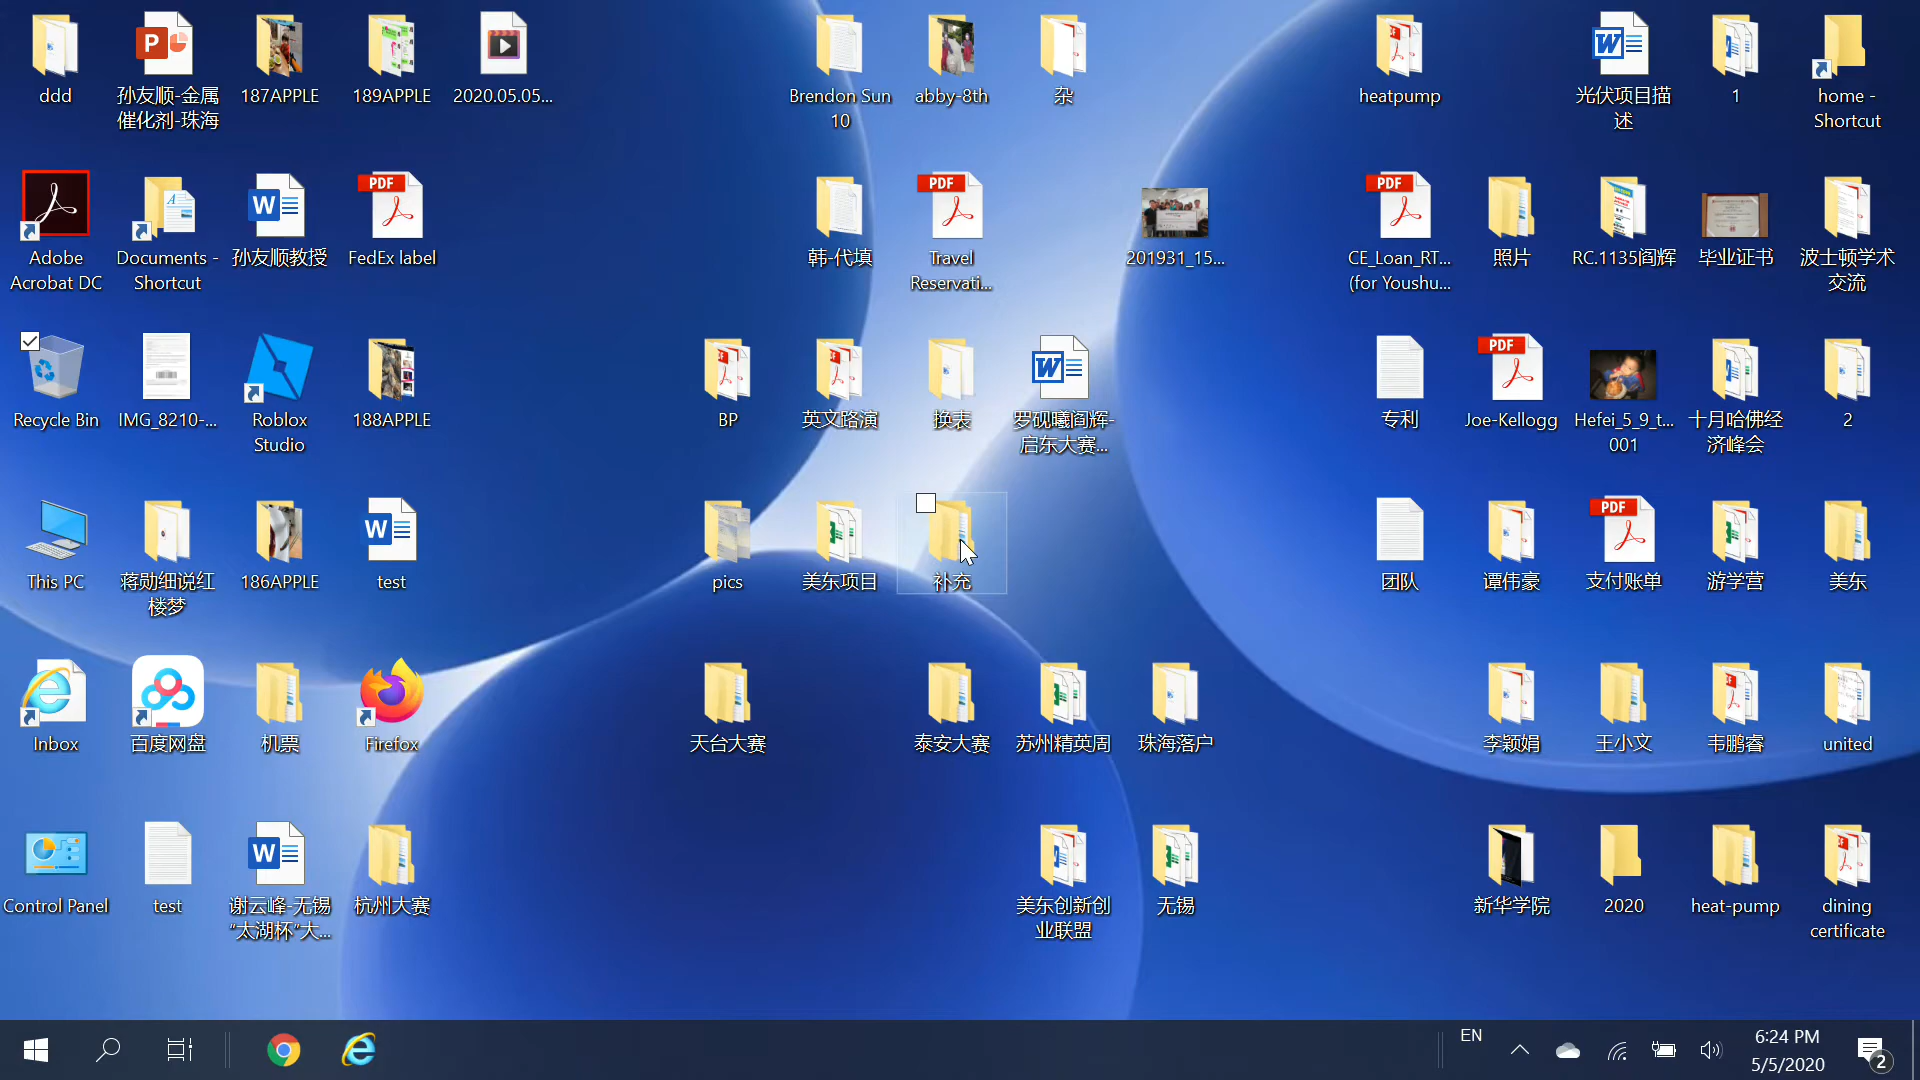 ddd
孙友顺-金属
催化剂-珠海
187APPLE
189APPLE
2020.05.05...
Brendon Sun
10
abby-8th
杂
heatpump
光伏项目描
述
1
home -
Shortcut
Adobe
Acrobat DC
Documents -
Shortcut
孙友顺教授
PDF
FedEx label
韩-代填
PDF
Travel
Reservati...
201931_15...
PDF
CE_Loan_RT...
(for Youshu...
照片
RC.1135阎辉
毕业证书
波士顿学术
交流
Recycle Bin
IMG_8210-...
Roblox
Studio
188APPLE
BP
英文路演
换表
罗砚曦阎辉-
启东大赛...
专利
PDF
Joe-Kellogg
Hefei_5_9_t...
001
十月哈佛经
济峰会
2
This PC
蒋勋细说红
楼梦
186APPLE
test
pics
美东项目
补充
团队
谭伟豪
PDF
支付账单
游学营
美东
Inbox
百度网盘
机票
Firefox
天台大赛
泰安大赛
苏州精英周
珠海落户
李颖娟
王小文
韦鹏睿
united
Control Panel
test
谢云峰-无锡
“太湖杯”大...
杭州大赛
美东创新创
业联盟
无锡
新华学院
2020
heat-pump
dining
certificate
EN
6:24 PM
5/5/2020
2